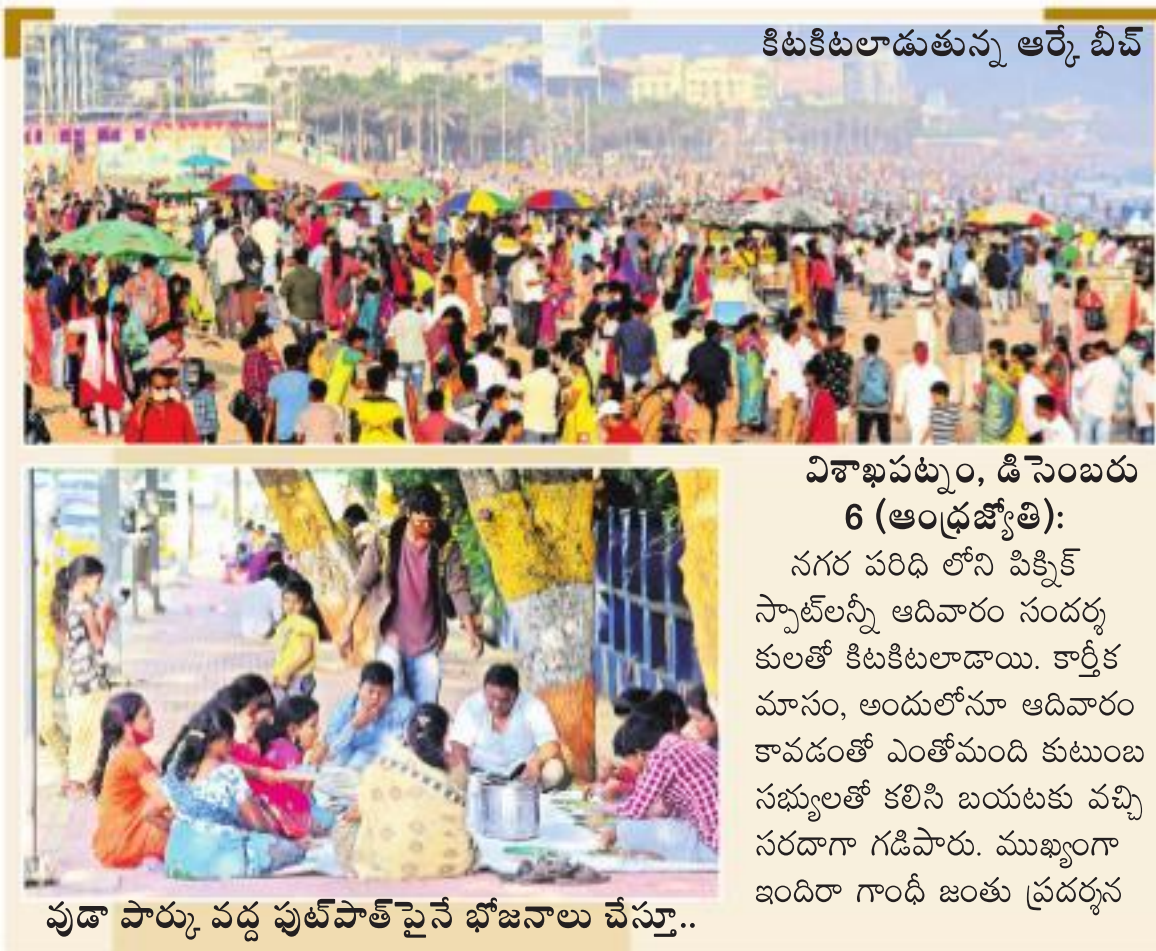 కిటకిటలాడుతున్న ఆర్కే బీచ్
విశాఖపట్నం, డిసెంబరు
6 (ఆంధ్రజ్యోతి):
నగర పరిధి లోని పిక్నిక్
స్పాట్‌లన్నీ ఆదివారం సందర్శ
కులతో కిటకిటలాడాయి. కార్తీక
మాసం, అందులోనూ ఆదివారం
కావడంతో ఎంతోమంది కుటుంబ
సభ్యులతో కలిసి బయటకు వచ్చి
సరదాగా గడిపారు. ముఖ్యంగా
ఇందిరా గాంధీ జంతు ప్రదర్శన
వుడా పార్కు వద్ద ఫుట్‌పాత్‌పైనే భోజనాలు చేస్తూ..